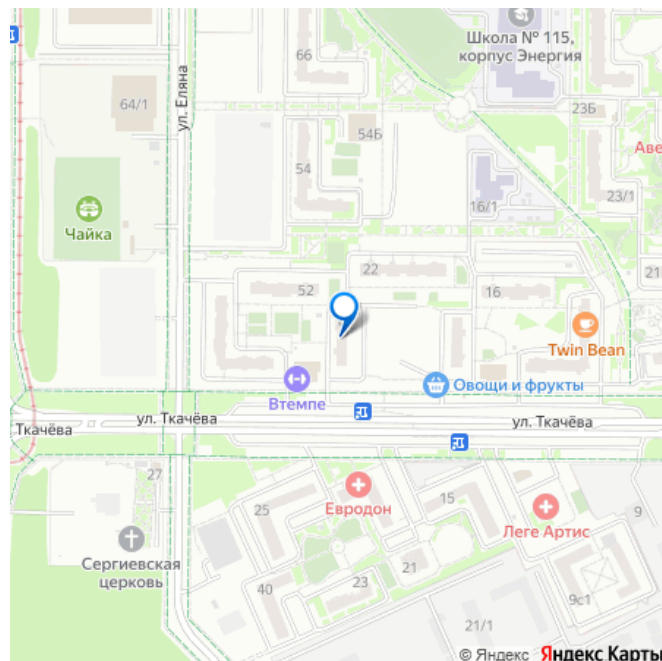 Школа № 115,
корпус Энергия
66
64/1
ул. Еляна
54Б
23Б
Аве
54
16/1
23/1
Чайка
22
21
52
16
Twin Bean
Втемпе
Овощи и фрукты
ул. Ткачёва
ул. Ткачёва
Ткачёва
27
Евродон
15
25
Леге Артис
9
Сергиевская
церковь
21
23
40
9с1
21/1
© Яндекс Яндекс Карты